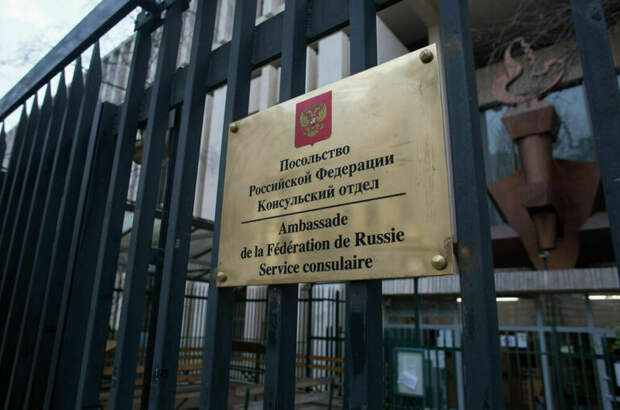 Посольство
Российской Федерации
Консульский отдел
Ambassade
de la Fédération de Russie
Service consulaire